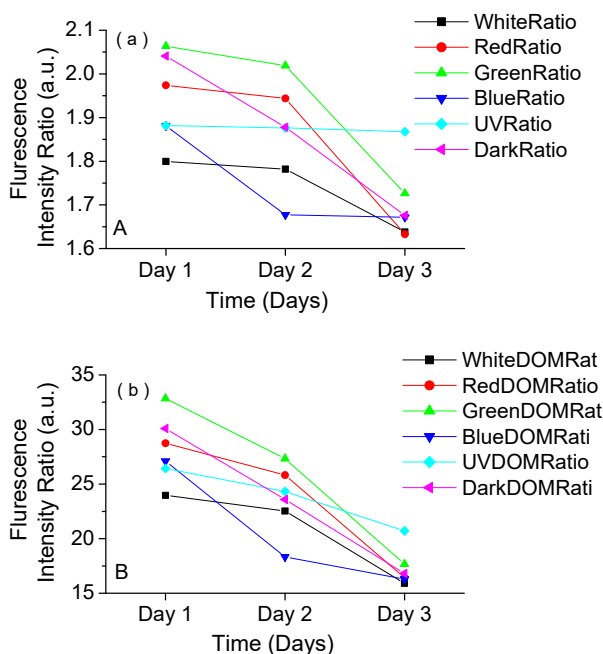 ( a )
WhiteRatio
RedRatio
GreenRatio
BlueRatio
UVRatio
DarkRatio
2.1
2.0
1.9
1.8
1.7
1.6
Flurescence
Intensity Ratio (a.u.)
A
Day 1 Day 2 Day 3
Time (Days)
( b )
WhiteDOMRat
RedDOMRatio
GreenDOMRat
BlueDOMRati
UVDOMRatio
DarkDOMRati
35
30
25
20
15
Flurescence
Intensity Ratio (a.u.)
B
Day 1 Day 2 Day 3
Time (Days)